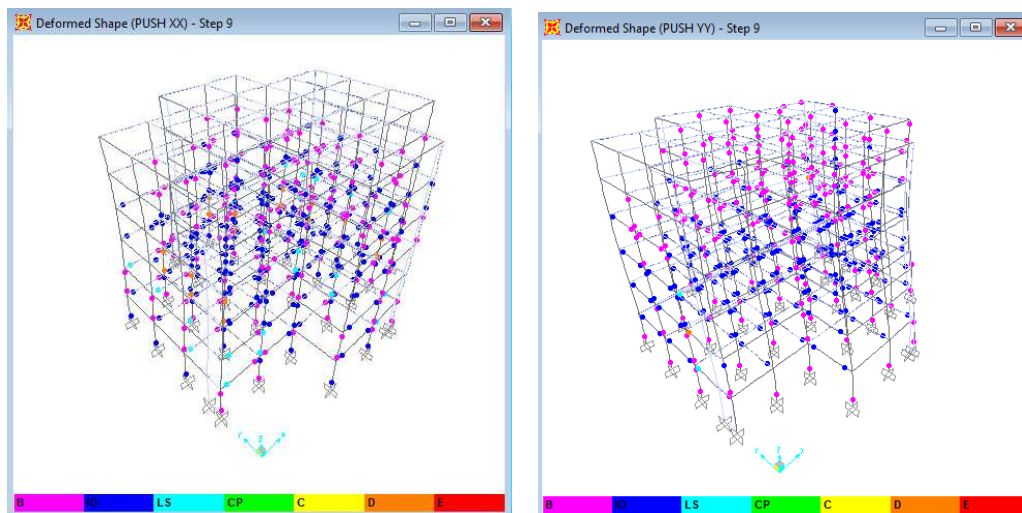 Deformed Shape (PUSH XX) - Step 9
Y Z X
B IO LS CP C D E
Deformed Shape (PUSH YY) - Step 9
Y Z X
B IO LS CP C D E